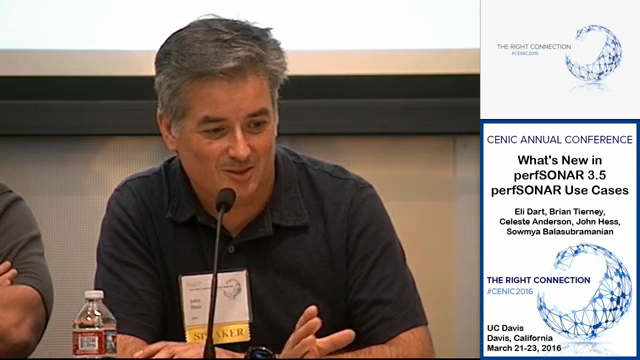 THE RIGHT CONNECTION
#CENIC2016
CENIC ANNUAL CONFERENCE
What's New in
perfSONAR 3.5
perfSONAR Use Cases
Eli Dart, Brian Tierney,
Celeste Anderson, John Hess,
Sowmya Balasubramanian
THE RIGHT CONNECTION
#CENIC2016
UC Davis
Davis, California
March 21-23, 2016
John
Hess
SPEAKER